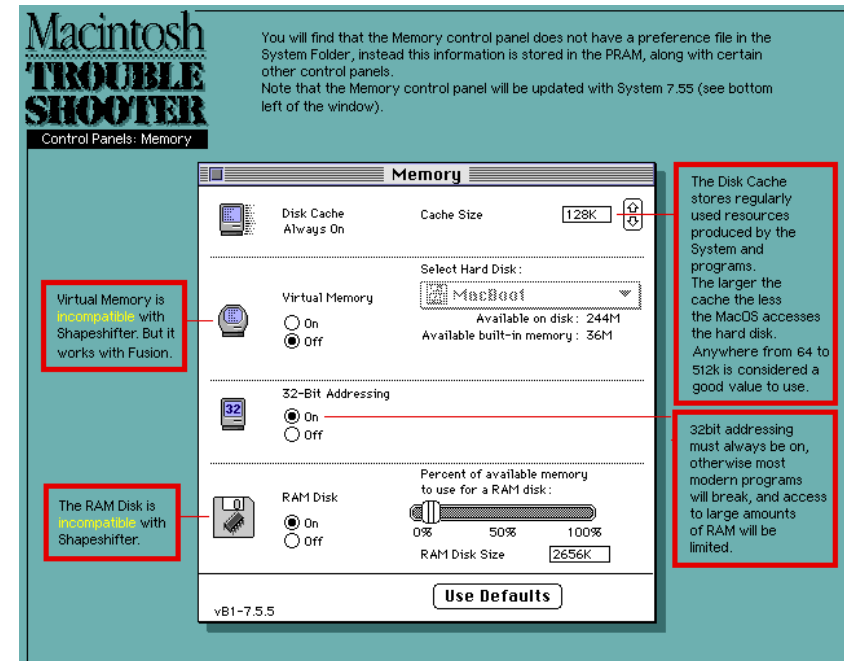 Macintosh
TROUBLE
SHOOTER
Control Panels: Memory
You will find that the Memory control panel does not have a preference file in the
System Folder, instead this information is stored in the PRAM, along with certain
other control panels.
Note that the Memory control panel will be updated with System 7.55 (see bottom
left of the window).
Memory
Disk Cache
Always On
Cache Size
128K
The Disk Cache
stores regularly
used resources
produced by the
System and
programs.
The larger the
cache the less
the MacOS accesses
the hard disk.
Anywhere from 64 to
512k is considered a
good value to use.
Virtual Memory is
incompatible with
Shapeshifter. But it
works with Fusion.
Virtual Memory
On
Off
Select Hard Disk:
MacBoot
Available on disk: 244M
Available built-in memory: 36M
32
32-Bit Addressing
On
Off
32bit addressing
must always be on,
otherwise most
modern programs
will break, and access
to large amounts
of RAM will be
limited.
The RAM Disk is
incompatible with
Shapeshifter.
RAM Disk
On
Off
Percent of available memory
to use for a RAM disk:
0% 50% 100%
RAM Disk Size 2656K
vB1-7.5.5
Use Defaults